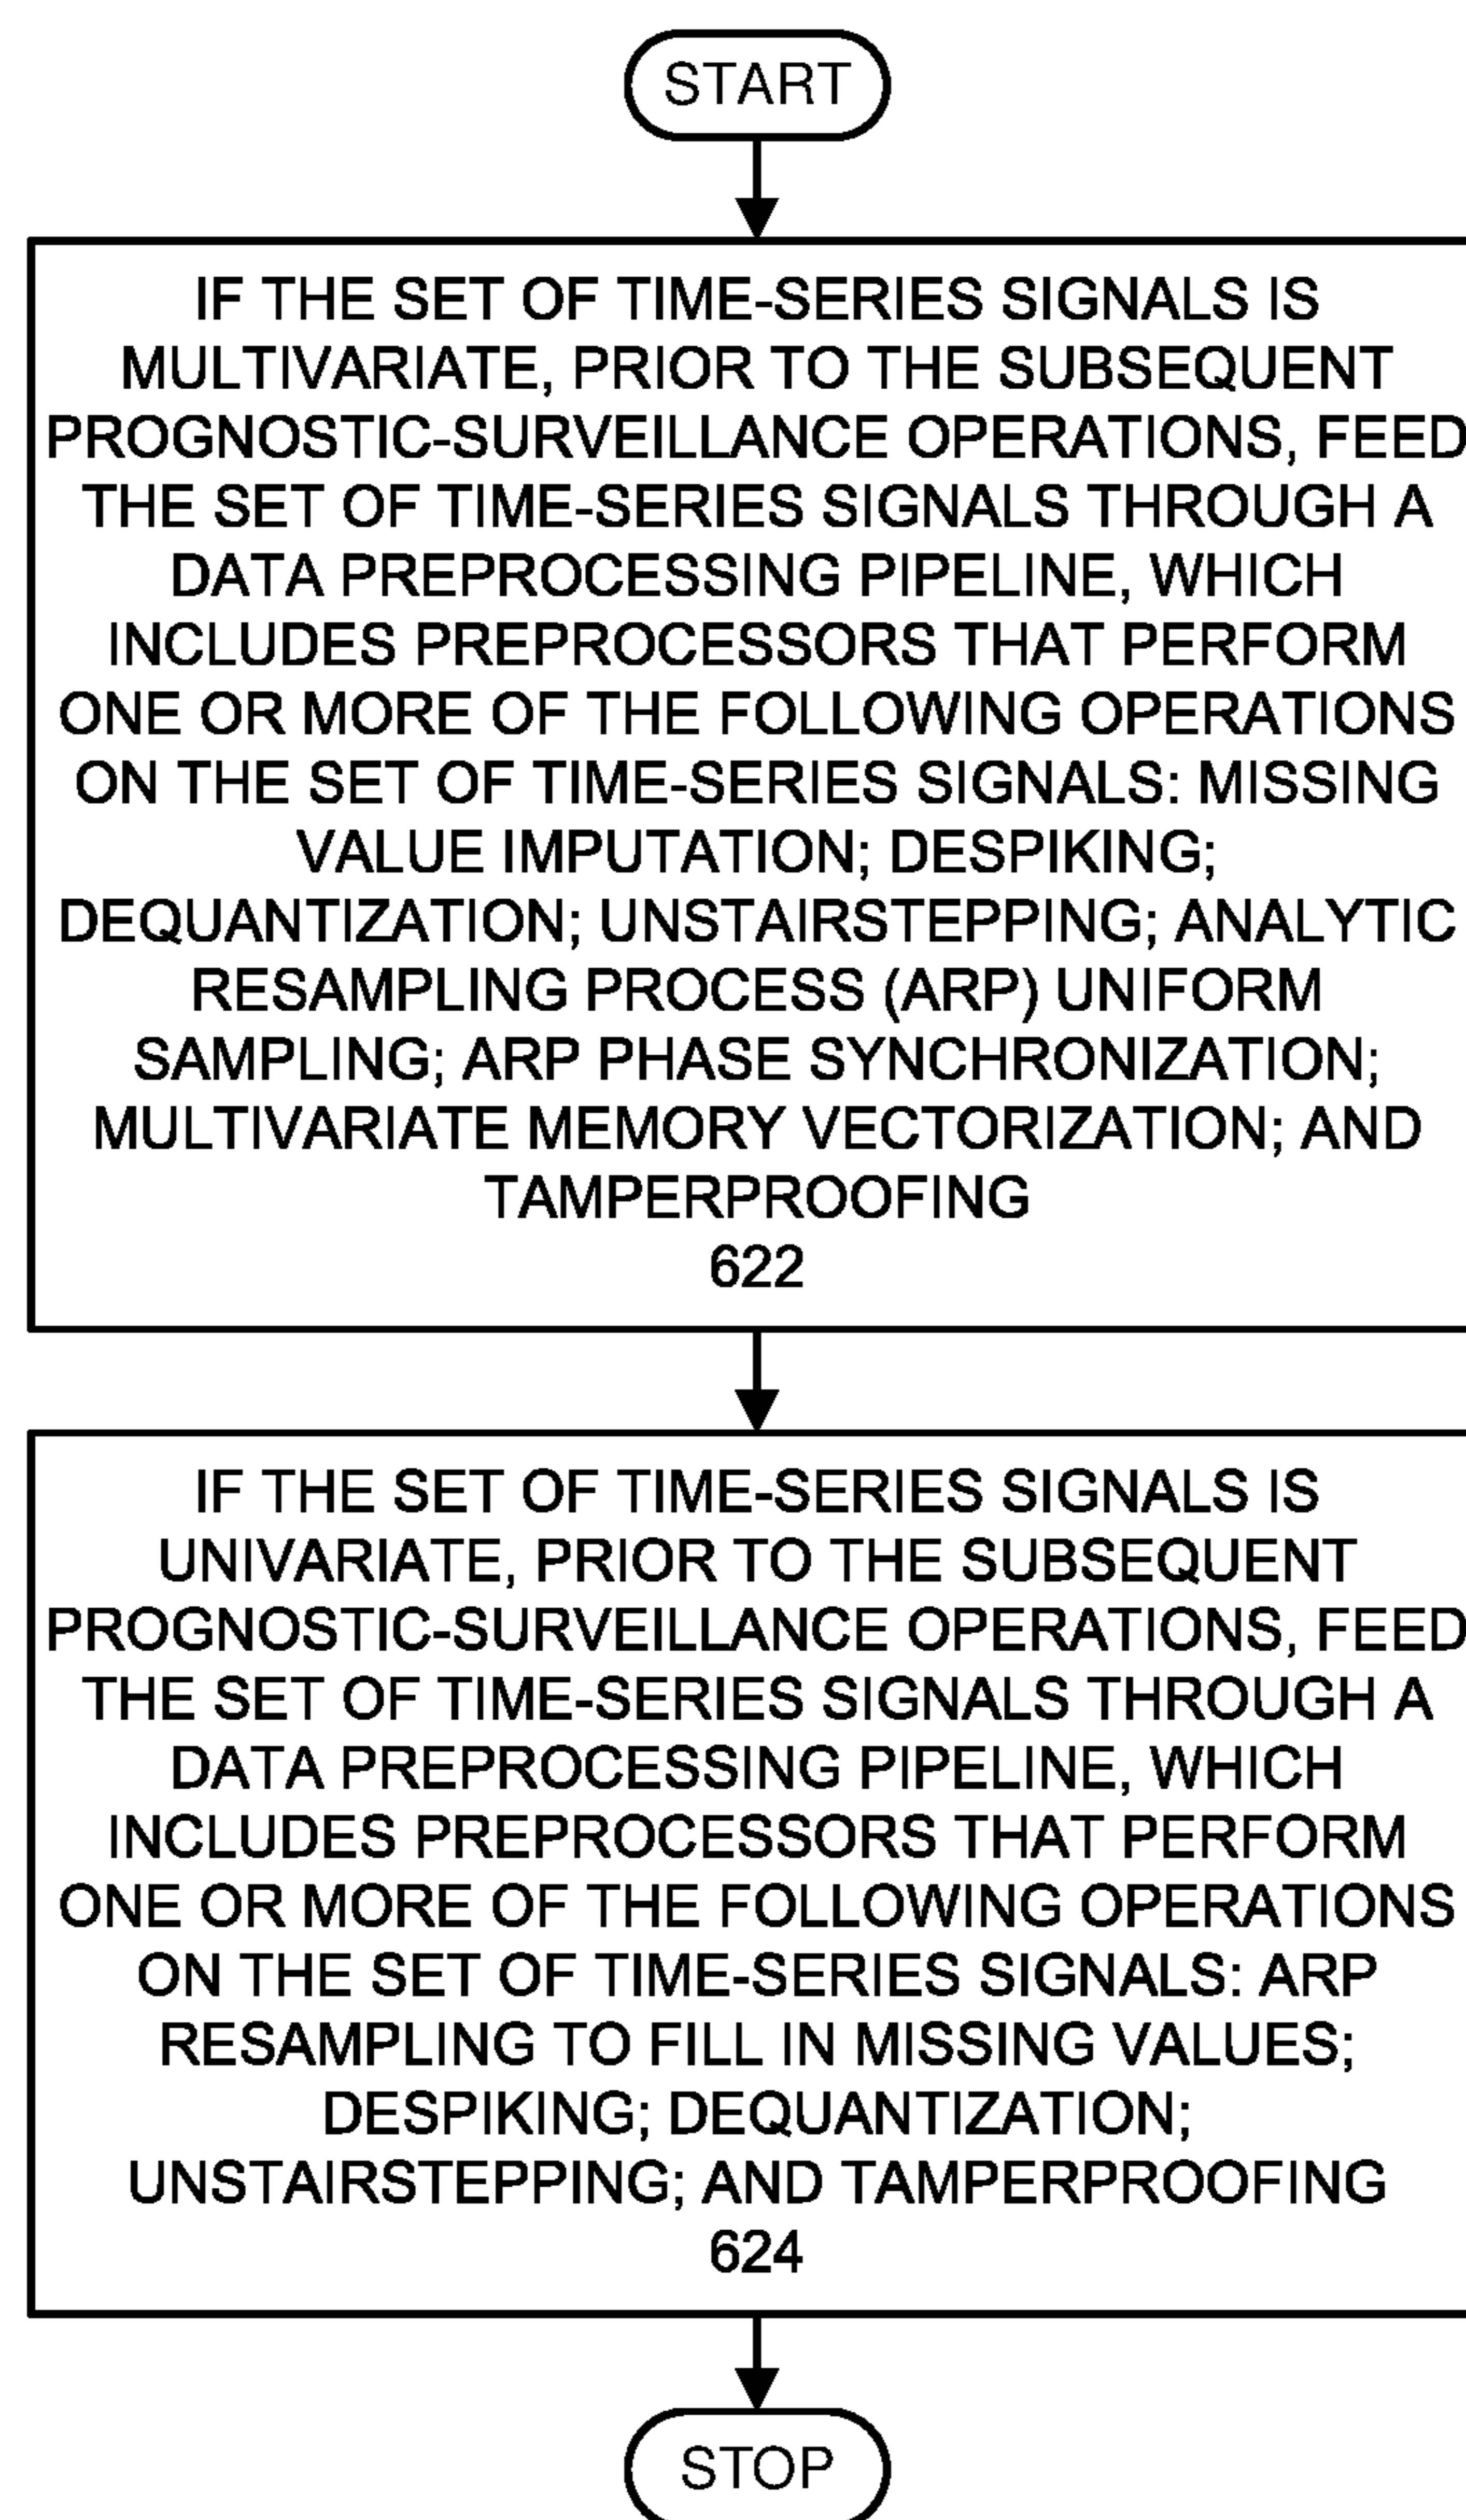 START
IF THE SET OF TIME-SERIES SIGNALS IS
MULTIVARIATE, PRIOR TO THE SUBSEQUENT
PROGNOSTIC-SURVEILLANCE OPERATIONS, FEED
THE SET OF TIME-SERIES SIGNALS THROUGH A
DATA PREPROCESSING PIPELINE, WHICH
INCLUDES PREPROCESSORS THAT PERFORM
ONE OR MORE OF THE FOLLOWING OPERATIONS
ON THE SET OF TIME-SERIES SIGNALS: MISSING
VALUE IMPUTATION; DESPIKING;
DEQUANTIZATION; UNSTAIRSTEPPING; ANALYTIC
RESAMPLING PROCESS (ARP) UNIFORM
SAMPLING; ARP PHASE SYNCHRONIZATION;
MULTIVARIATE MEMORY VECTORIZATION; AND
TAMPERPROOFING
622
IF THE SET OF TIME-SERIES SIGNALS IS
UNIVARIATE, PRIOR TO THE SUBSEQUENT
PROGNOSTIC-SURVEILLANCE OPERATIONS, FEED
THE SET OF TIME-SERIES SIGNALS THROUGH A
DATA PREPROCESSING PIPELINE, WHICH
INCLUDES PREPROCESSORS THAT PERFORM
ONE OR MORE OF THE FOLLOWING OPERATIONS
ON THE SET OF TIME-SERIES SIGNALS: ARP
RESAMPLING TO FILL IN MISSING VALUES;
DESPIKING; DEQUANTIZATION;
UNSTAIRSTEPPING; AND TAMPERPROOFING
624
STOP